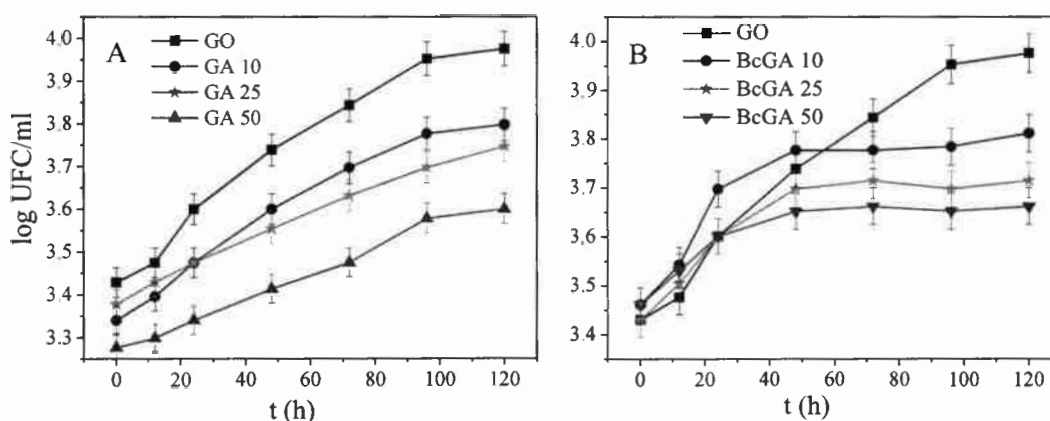 A
GO
GA 10
GA 25
GA 50
log UFC/ml
4.0
3.9
3.8
3.7
3.6
3.5
3.4
3.3
0 20 40 60 80 100 120
t (h)
B
GO
BcGA 10
BcGA 25
BcGA 50
4.0
3.9
3.8
3.7
3.6
3.5
3.4
0 20 40 60 80 100 120
t (h)